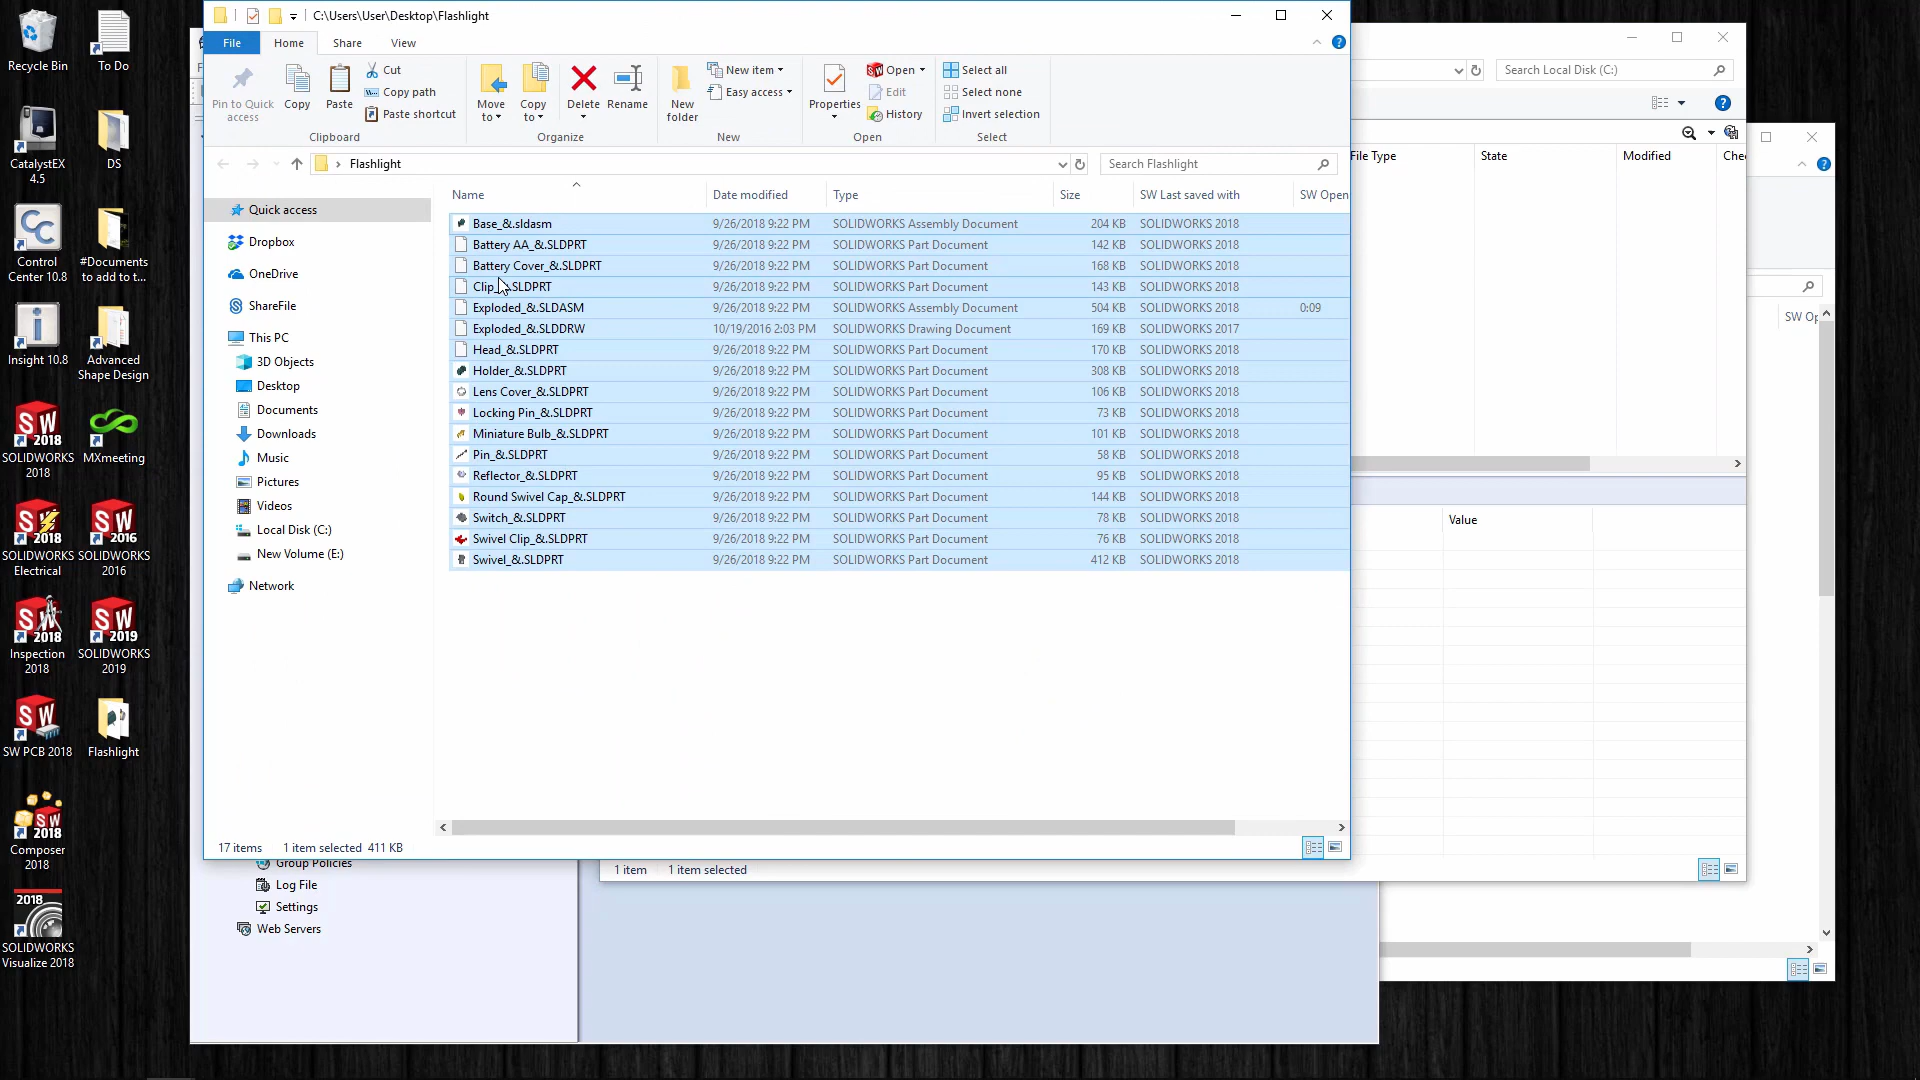 Recycle Bin
To Do
CatalystEX 4.5
DS
Control Center 10.8
#Documents to add to t...
Insight 10.8
Advanced Shape Design
SW 2018
SOLIDWORKS 2018
MXmeeting
SW 2018
SOLIDWORKS Electrical
SW 2016
SOLIDWORKS 2016
SW 2018
Inspection 2018
SW 2019
SOLIDWORKS 2019
SW 2018
SW PCB 2018
Flashlight
SW 2018
Composer 2018
2018
SOLIDWORKS Visualize 2018
C:\Users\User\Desktop\Flashlight
File Home Share View
Pin to Quick access
Copy
Paste
Cut
Copy path
Paste shortcut
Clipboard
Move to
Copy to
Delete
Rename
Organize
New folder
New item
Easy access
New
Properties
Open
Edit
History
Open
Select all
Select none
Invert selection
Select
Flashlight
Search Flashlight
Quick access
Dropbox
OneDrive
ShareFile
This PC
3D Objects
Desktop
Documents
Downloads
Music
Pictures
Videos
Local Disk (C:)
New Volume (E:)
Network
Name Date modified Type Size SW Last saved with SW Open
Base_&.sldasm 9/26/2018 9:22 PM SOLIDWORKS Assembly Document 204 KB SOLIDWORKS 2018
Battery AA_&.SLDPRT 9/26/2018 9:22 PM SOLIDWORKS Part Document 142 KB SOLIDWORKS 2018
Battery Cover_&.SLDPRT 9/26/2018 9:22 PM SOLIDWORKS Part Document 168 KB SOLIDWORKS 2018
Clip_&.SLDPRT 9/26/2018 9:22 PM SOLIDWORKS Part Document 143 KB SOLIDWORKS 2018
Exploded_&.SLDASM 9/26/2018 9:22 PM SOLIDWORKS Assembly Document 504 KB SOLIDWORKS 2018 0:09
Exploded_&.SLDDRW 10/19/2016 2:03 PM SOLIDWORKS Drawing Document 169 KB SOLIDWORKS 2017
Head_&.SLDPRT 9/26/2018 9:22 PM SOLIDWORKS Part Document 170 KB SOLIDWORKS 2018
Holder_&.SLDPRT 9/26/2018 9:22 PM SOLIDWORKS Part Document 308 KB SOLIDWORKS 2018
Lens Cover_&.SLDPRT 9/26/2018 9:22 PM SOLIDWORKS Part Document 106 KB SOLIDWORKS 2018
Locking Pin_&.SLDPRT 9/26/2018 9:22 PM SOLIDWORKS Part Document 73 KB SOLIDWORKS 2018
Miniature Bulb_&.SLDPRT 9/26/2018 9:22 PM SOLIDWORKS Part Document 101 KB SOLIDWORKS 2018
Pin_&.SLDPRT 9/26/2018 9:22 PM SOLIDWORKS Part Document 58 KB SOLIDWORKS 2018
Reflector_&.SLDPRT 9/26/2018 9:22 PM SOLIDWORKS Part Document 95 KB SOLIDWORKS 2018
Round Swivel Cap_&.SLDPRT 9/26/2018 9:22 PM SOLIDWORKS Part Document 144 KB SOLIDWORKS 2018
Switch_&.SLDPRT 9/26/2018 9:22 PM SOLIDWORKS Part Document 78 KB SOLIDWORKS 2018
Swivel Clip_&.SLDPRT 9/26/2018 9:22 PM SOLIDWORKS Part Document 76 KB SOLIDWORKS 2018
Swivel_&.SLDPRT 9/26/2018 9:22 PM SOLIDWORKS Part Document 412 KB SOLIDWORKS 2018
17 items 1 item selected 411 KB
Group Policies
Log File
Settings
Web Servers
Search Local Disk (C:)
File Type State Modified Che
Value
1 item 1 item selected
SW Op